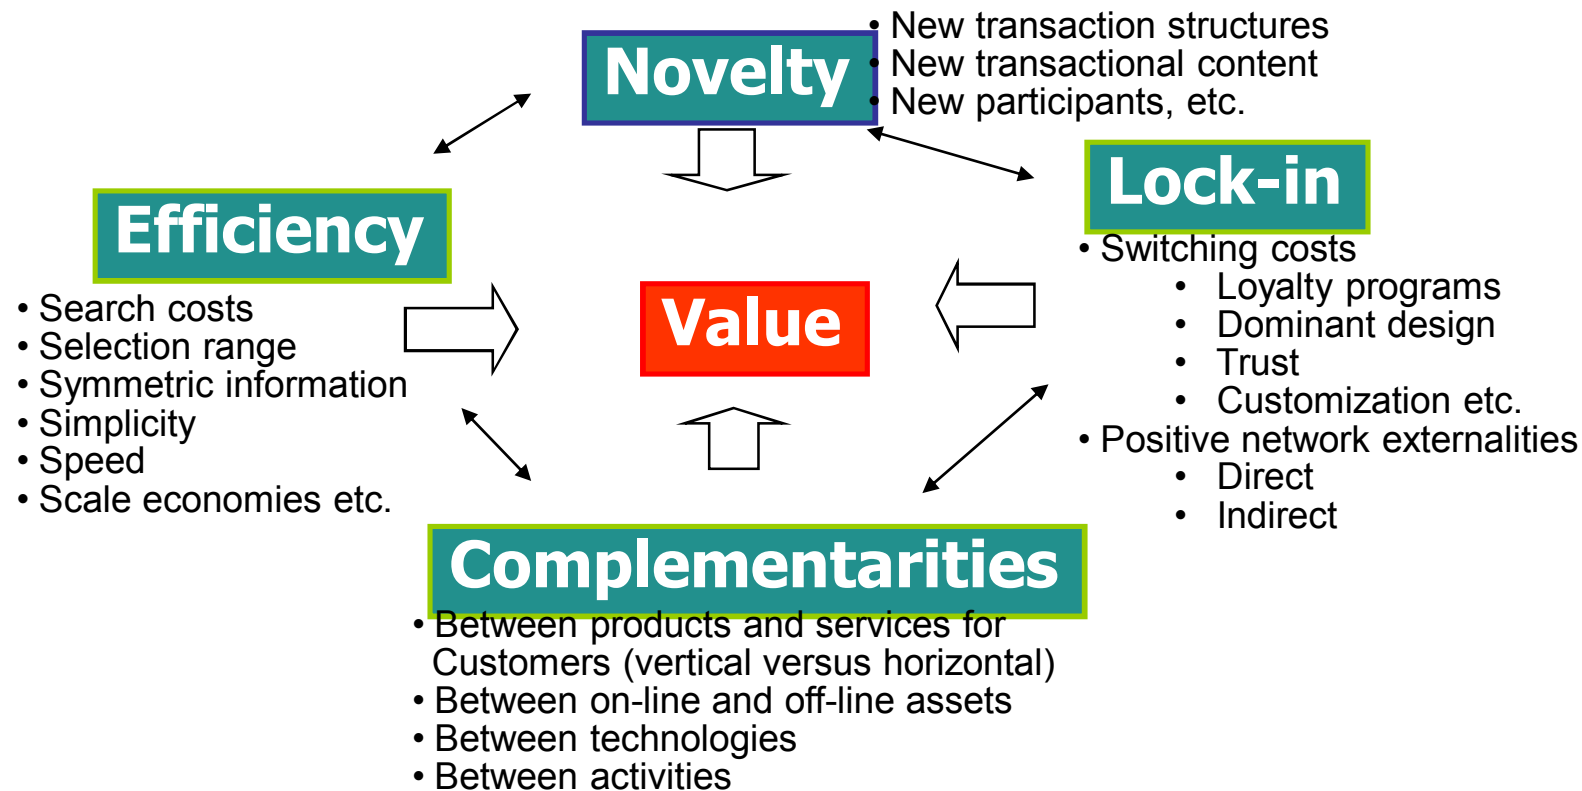 Novelty
• New transaction structures
• New transactional content
• New participants, etc.
Efficiency
• Search costs
• Selection range
• Symmetric information
• Simplicity
• Speed
• Scale economies etc.
Value
Lock-in
• Switching costs
• Loyalty programs
• Dominant design
• Trust
• Customization etc.
• Positive network externalities
• Direct
• Indirect
Complementarities
• Between products and services for
Customers (vertical versus horizontal)
• Between on-line and off-line assets
• Between technologies
• Between activities